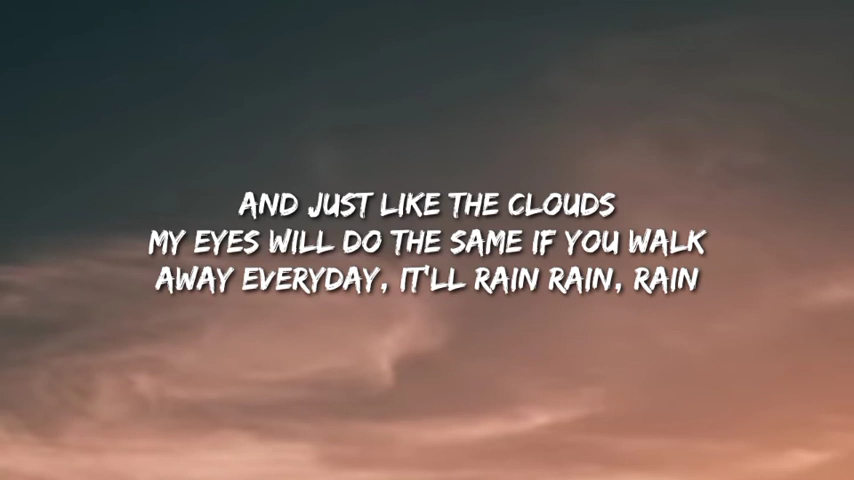 AND JUST LIKE THE CLOUDS
MY EYES WILL DO THE SAME IF YOU WALK
AWAY EVERYDAY, IT'LL RAIN RAIN, RAIN